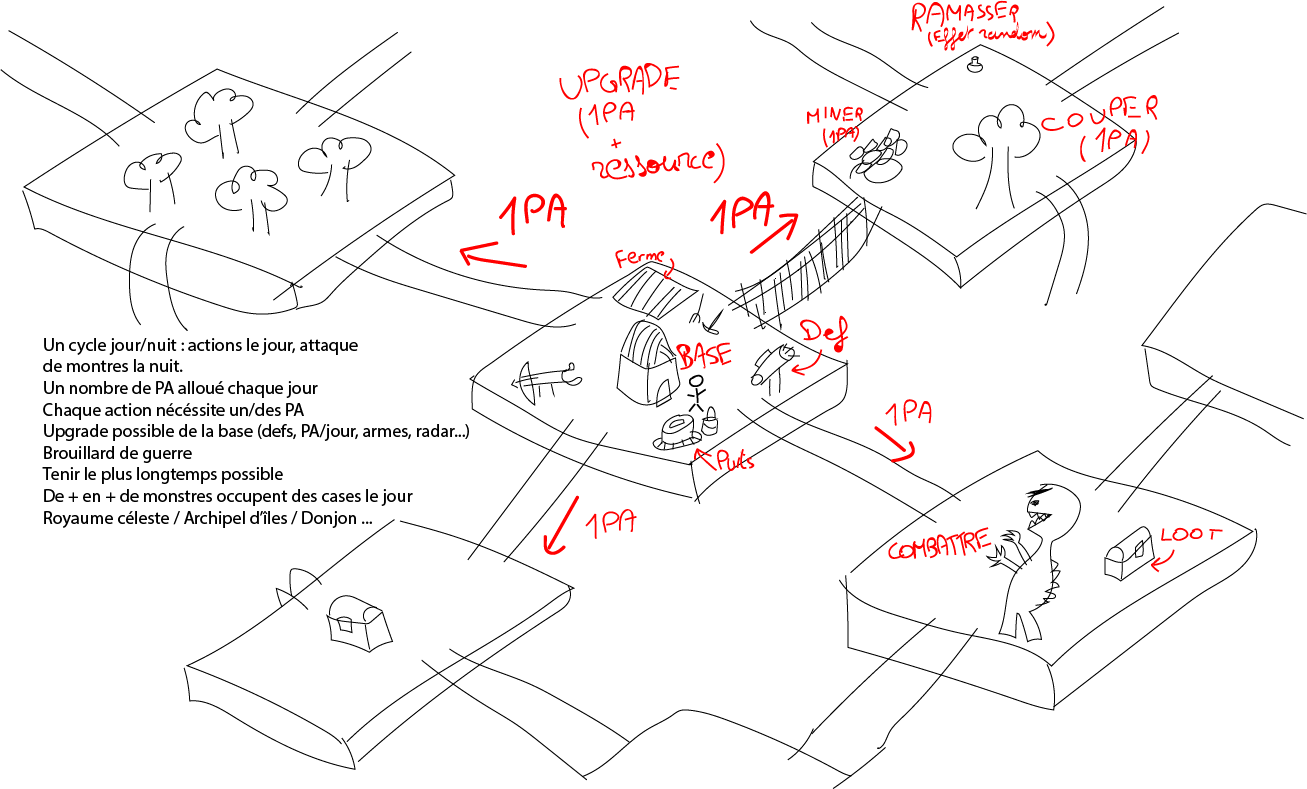 RAMASSER
(Effet random)
UPGRADE
(1PA
+
ressource)
MINER
(1PA)
COUPER
(1PA)
1PA
1PA
Ferme
Def
BASE
Un cycle jour/nuit : actions le jour, attaque
de montres la nuit.
Un nombre de PA alloué chaque jour
Chaque action nécéssite un/des PA
Upgrade possible de la base (defs, PA/jour, armes, radar...)
Brouillard de guerre
Tenir le plus longtemps possible
De + en + de monstres occupent des cases le jour
Royaume céleste / Archipel d’îles / Donjon ...
1PA
Puits
1PA
COMBATTRE
LOOT